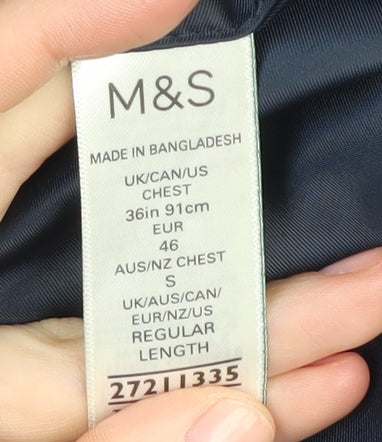 M&S
MADE IN BANGLADESH
UK/CAN/US
CHEST
36in 91cm
EUR
46
AUS/NZ CHEST
S
UK/AUS/CAN/
EUR/NZ/US
REGULAR
LENGTH
27211335